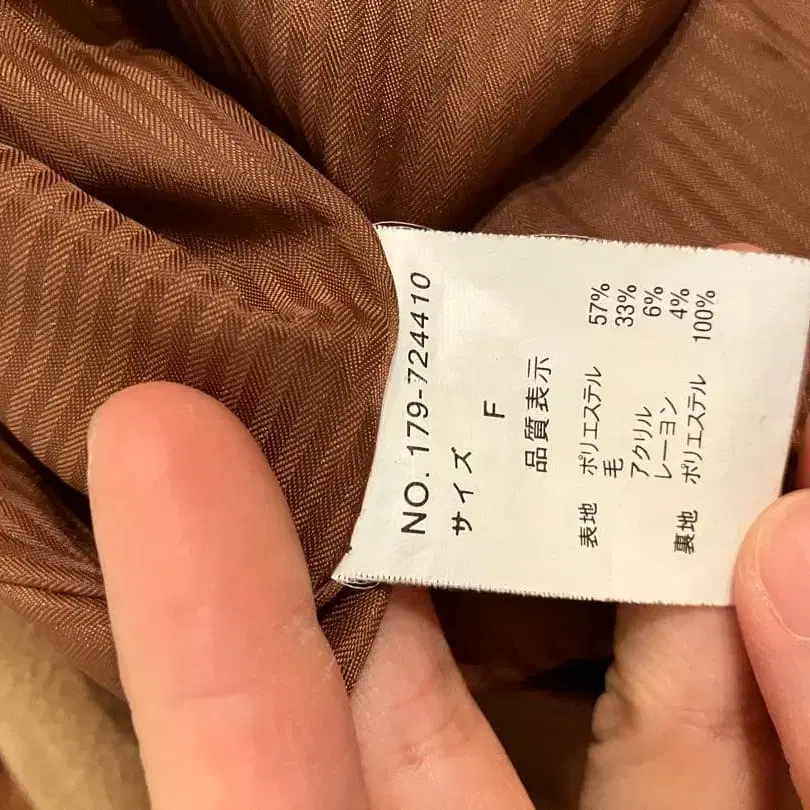 NO. 179-724410
サイズ
F
品質表示
表地 ポリエステル 57%
毛 33%
アクリル 6%
レーヨン 4%
裏地 ポリエステル 100%